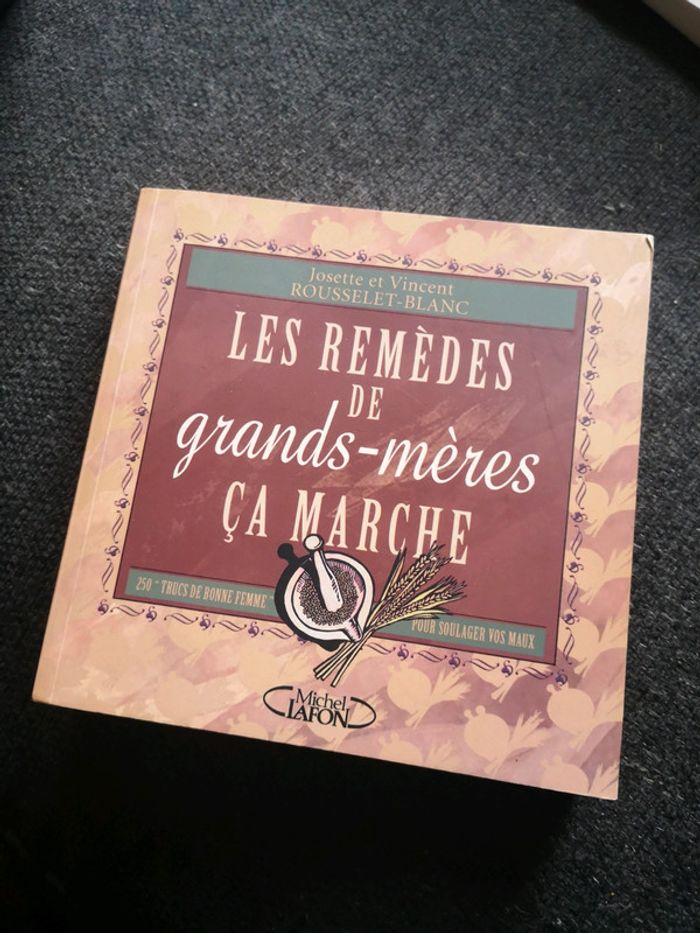 Josette et Vincent
ROUSSELET-BLANC
LES REMÈDES
DE
grands-mères
ÇA MARCHE
250 " TRUCS DE BONNE FEMME "
POUR SOULAGER VOS MAUX
Michel
LAFON